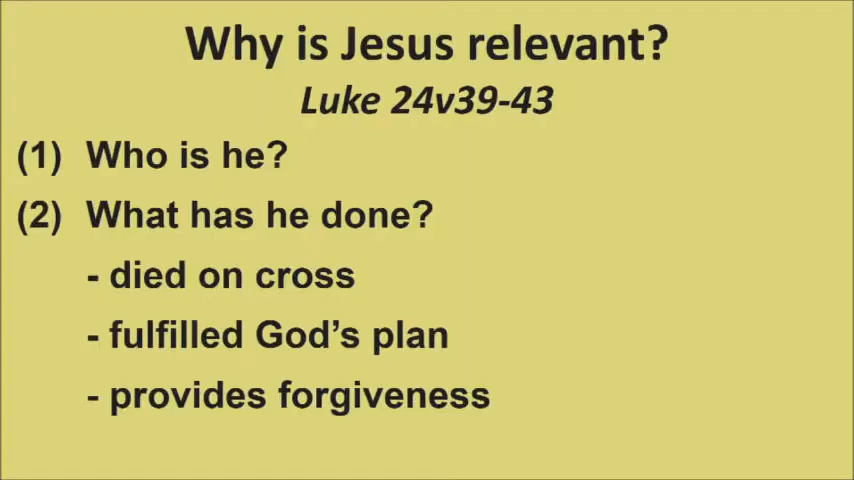 Why is Jesus relevant?
Luke 24v39-43
(1) Who is he?
(2) What has he done?
- died on cross
- fulfilled God's plan
- provides forgiveness